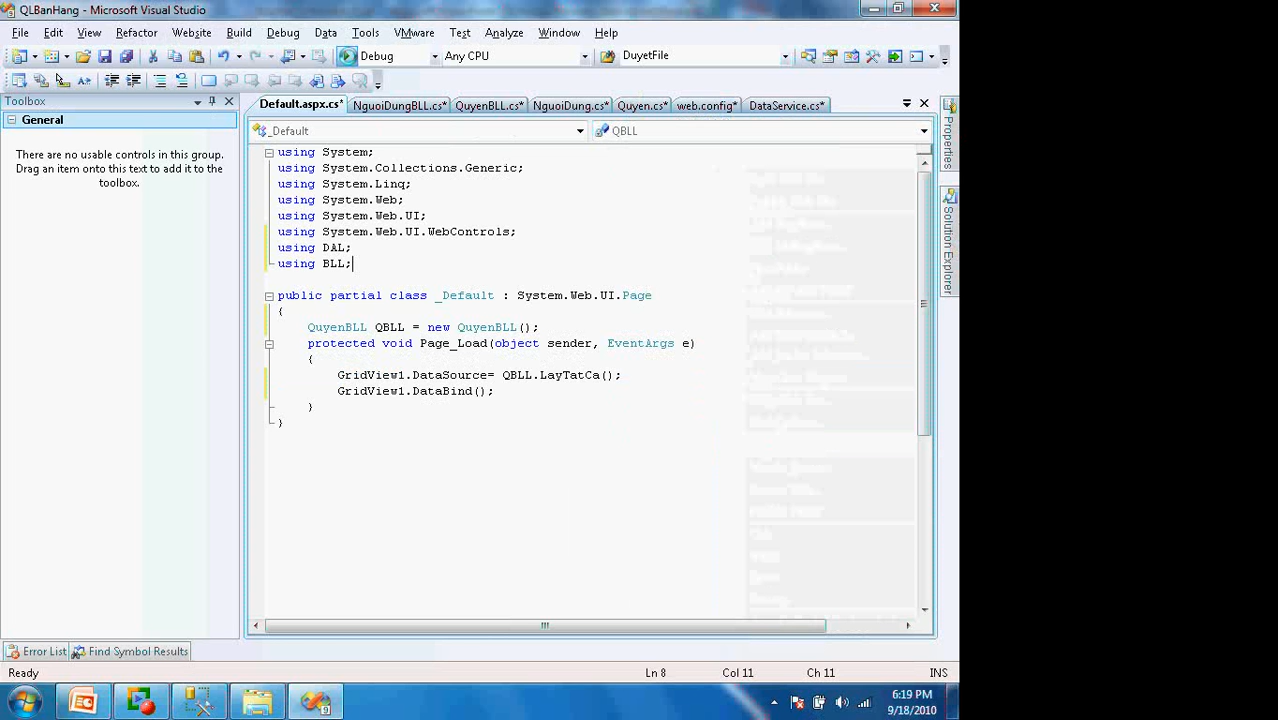 QLBanHang - Microsoft Visual Studio
File Edit View Refactor Website Build Debug Data Tools VMware Test Analyze Window Help
Debug Any CPU DuyetFile
Toolbox
General
There are no usable controls in this group.
Drag an item onto this text to add it to the
toolbox.
Default.aspx.cs* NguoiDungBLL.cs* QuyenBLL.cs* NguoiDung.cs* Quyen.cs* web.config* DataService.cs*
_Default QBLL
using System;
using System.Collections.Generic;
using System.Linq;
using System.Web;
using System.Web.UI;
using System.Web.UI.WebControls;
using DAL;
using BLL;
public partial class _Default : System.Web.UI.Page
{
QuyenBLL QBLL = new QuyenBLL();
protected void Page_Load(object sender, EventArgs e)
{
GridView1.DataSource= QBLL.LayTatCa();
GridView1.DataBind();
}
}
Properties
Solution Explorer
Error List Find Symbol Results
Ready Ln 8 Col 11 Ch 11 INS
6:19 PM
9/18/2010